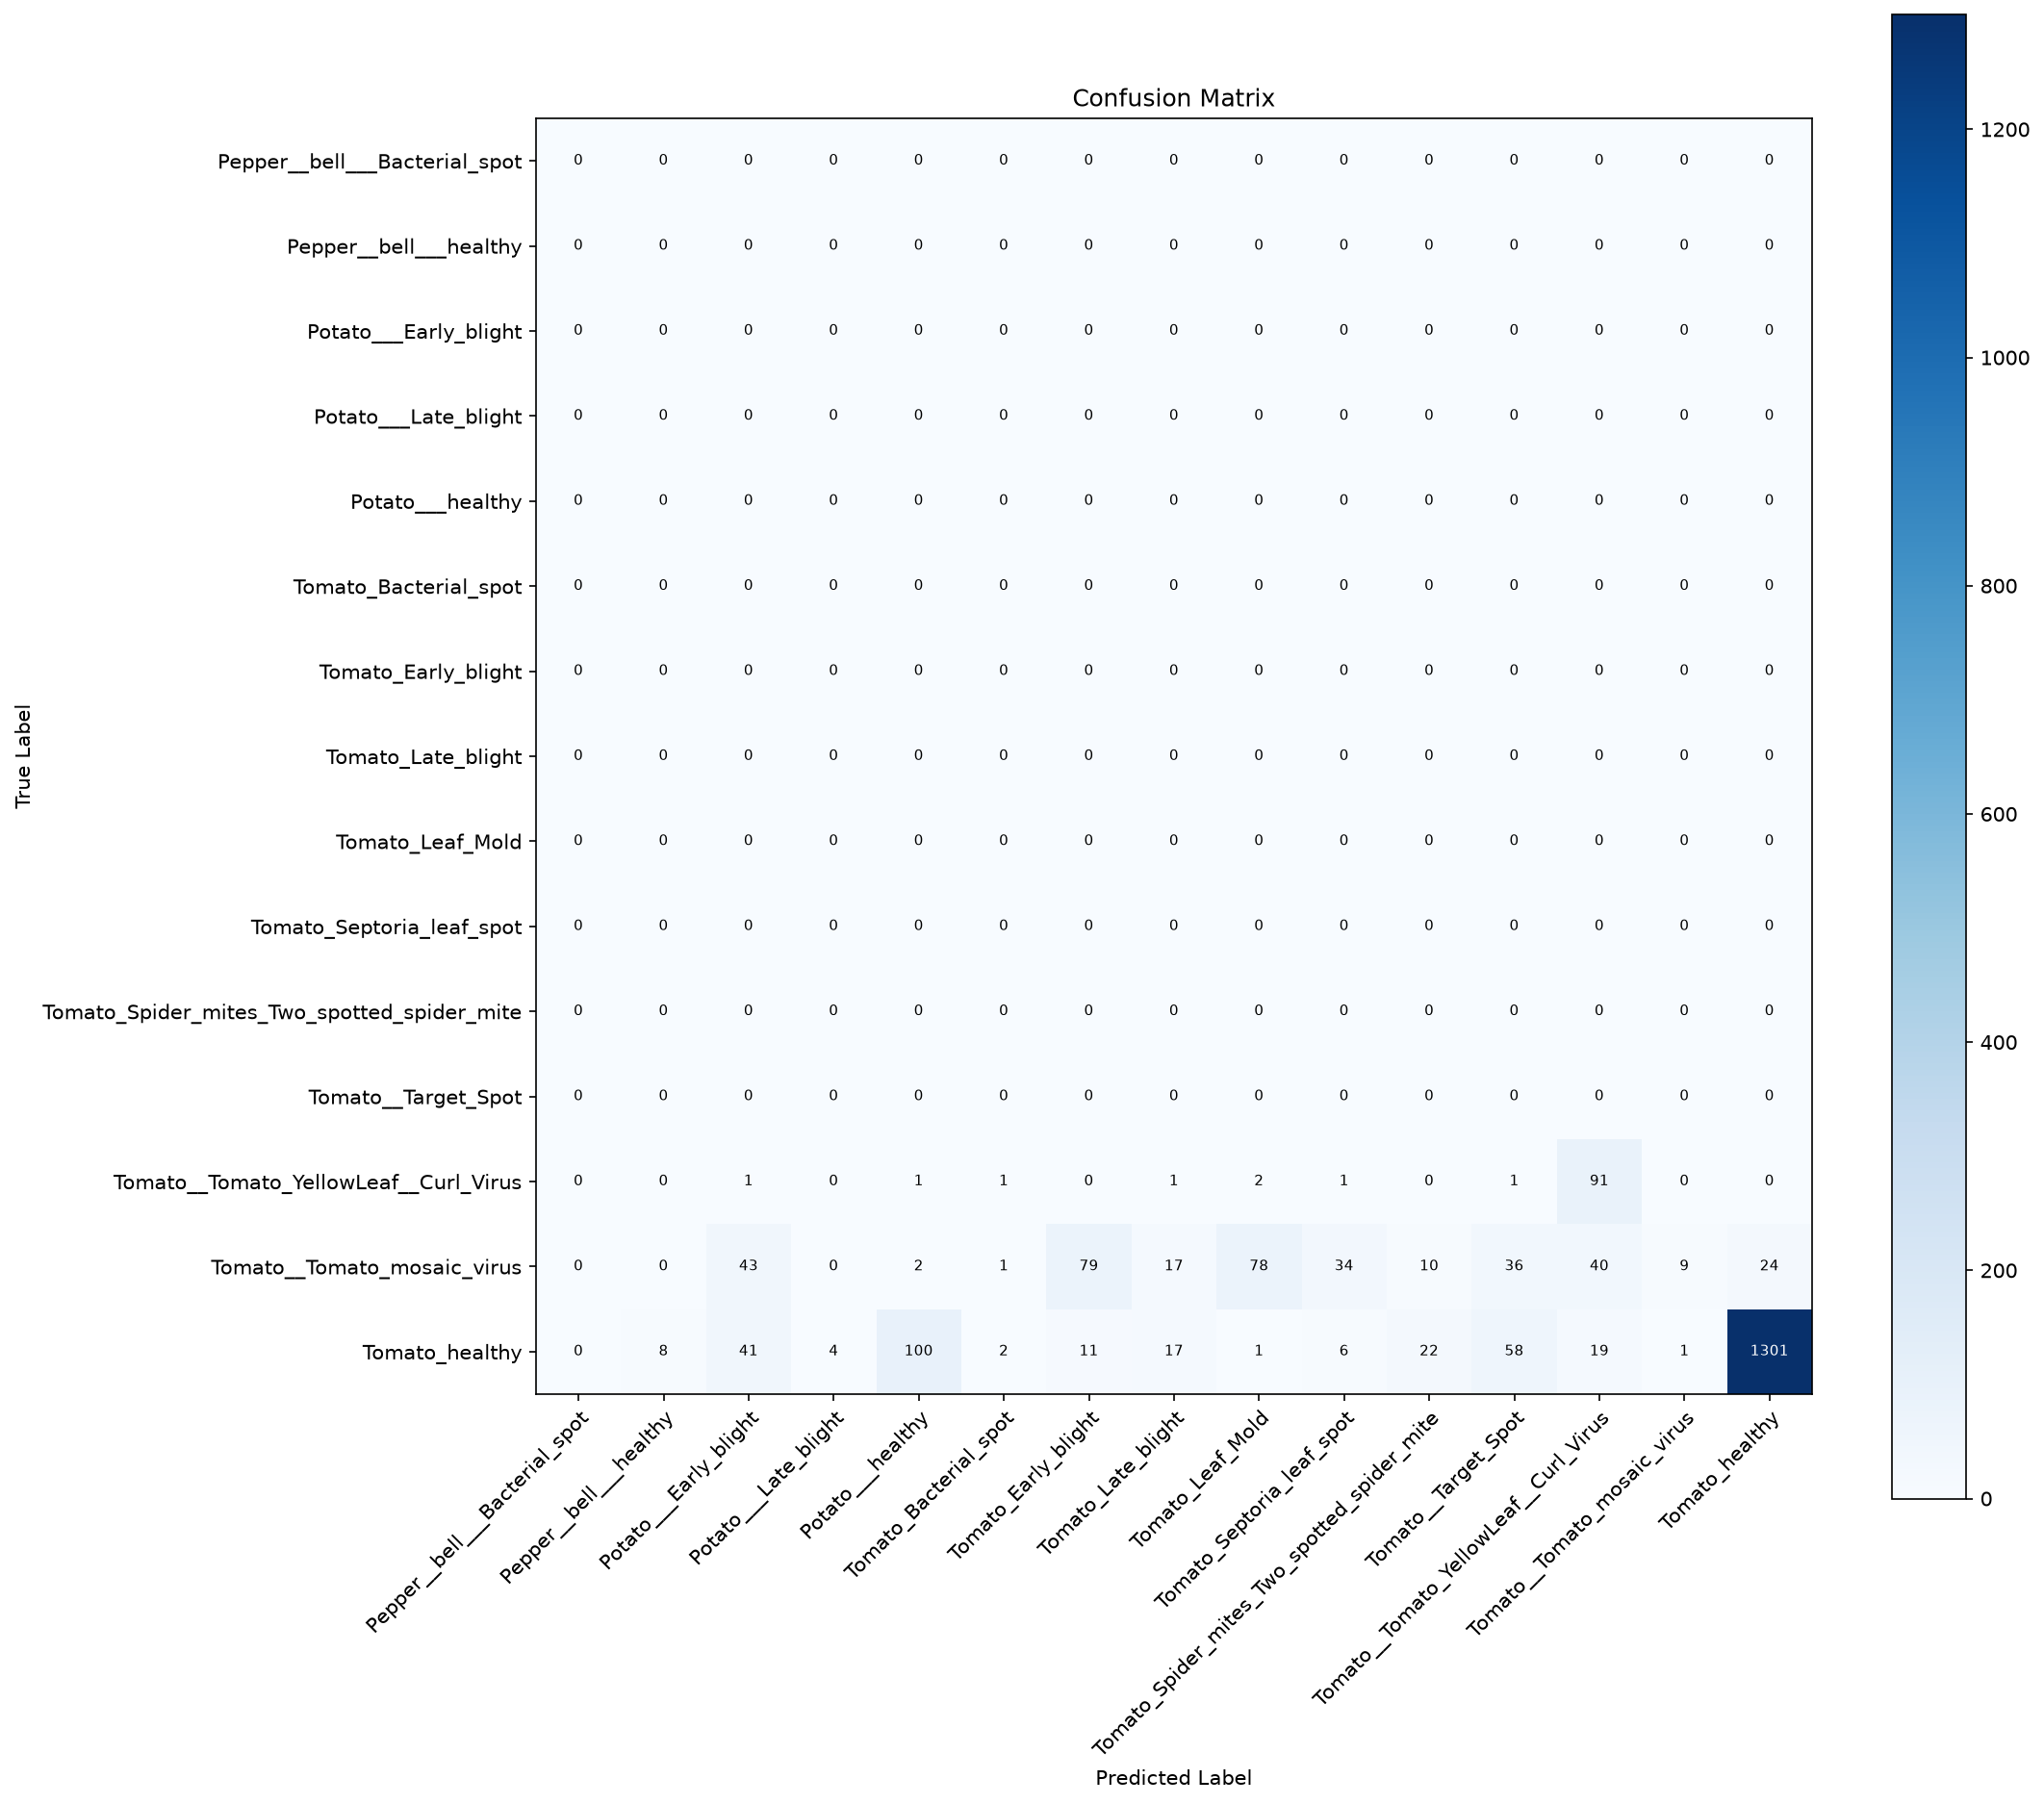 Confusion Matrix
True Label
Pepper__bell___Bacterial_spot 0 0 0 0 0 0 0 0 0 0 0 0 0 0 0
Pepper__bell___healthy 0 0 0 0 0 0 0 0 0 0 0 0 0 0 0
Potato___Early_blight 0 0 0 0 0 0 0 0 0 0 0 0 0 0 0
Potato___Late_blight 0 0 0 0 0 0 0 0 0 0 0 0 0 0 0
Potato___healthy 0 0 0 0 0 0 0 0 0 0 0 0 0 0 0
Tomato_Bacterial_spot 0 0 0 0 0 0 0 0 0 0 0 0 0 0 0
Tomato_Early_blight 0 0 0 0 0 0 0 0 0 0 0 0 0 0 0
Tomato_Late_blight 0 0 0 0 0 0 0 0 0 0 0 0 0 0 0
Tomato_Leaf_Mold 0 0 0 0 0 0 0 0 0 0 0 0 0 0 0
Tomato_Septoria_leaf_spot 0 0 0 0 0 0 0 0 0 0 0 0 0 0 0
Tomato_Spider_mites_Two_spotted_spider_mite 0 0 0 0 0 0 0 0 0 0 0 0 0 0 0
Tomato__Target_Spot 0 0 0 0 0 0 0 0 0 0 0 0 0 0 0
Tomato__Tomato_YellowLeaf__Curl_Virus 0 0 1 0 1 1 0 1 2 1 0 1 91 0 0
Tomato__Tomato_mosaic_virus 0 0 43 0 2 1 79 17 78 34 10 36 40 9 24
Tomato_healthy 0 8 41 4 100 2 11 17 1 6 22 58 19 1 1301
Pepper__bell___Bacterial_spot
Pepper__bell___healthy
Potato___Early_blight
Potato___Late_blight
Potato___healthy
Tomato_Bacterial_spot
Tomato_Early_blight
Tomato_Late_blight
Tomato_Leaf_Mold
Tomato_Septoria_leaf_spot
Tomato_Spider_mites_Two_spotted_spider_mite
Tomato__Target_Spot
Tomato__Tomato_YellowLeaf__Curl_Virus
Tomato__Tomato_mosaic_virus
Tomato_healthy
Predicted Label
1200
1000
800
600
400
200
0